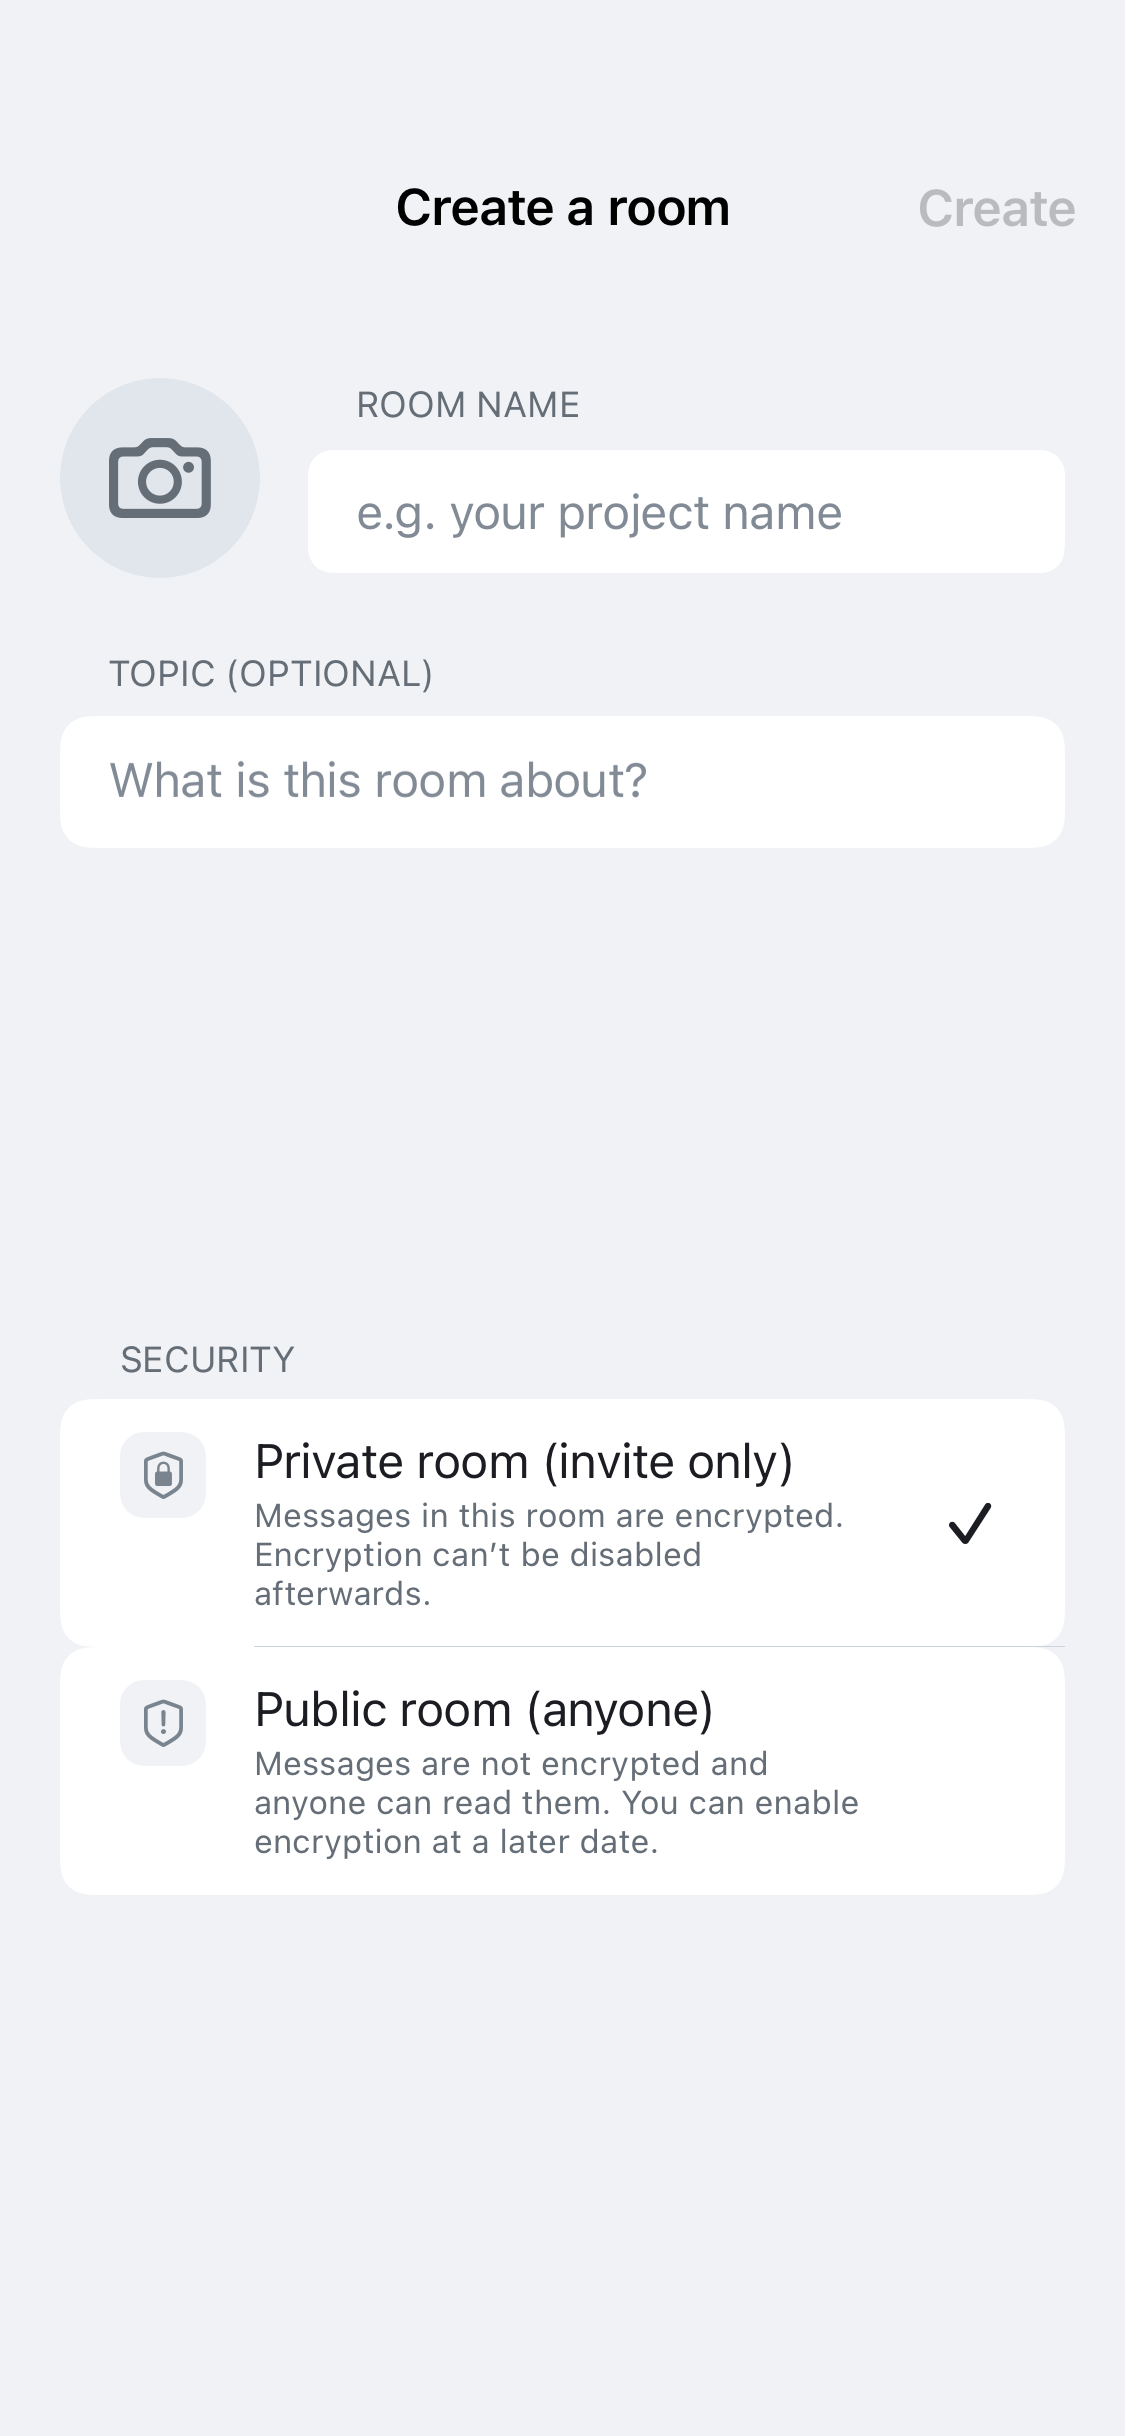 Create a room
Create
ROOM NAME
e.g. your project name
TOPIC (OPTIONAL)
What is this room about?
SECURITY
Private room (invite only)
Messages in this room are encrypted.
Encryption can’t be disabled
afterwards.
Public room (anyone)
Messages are not encrypted and
anyone can read them. You can enable
encryption at a later date.